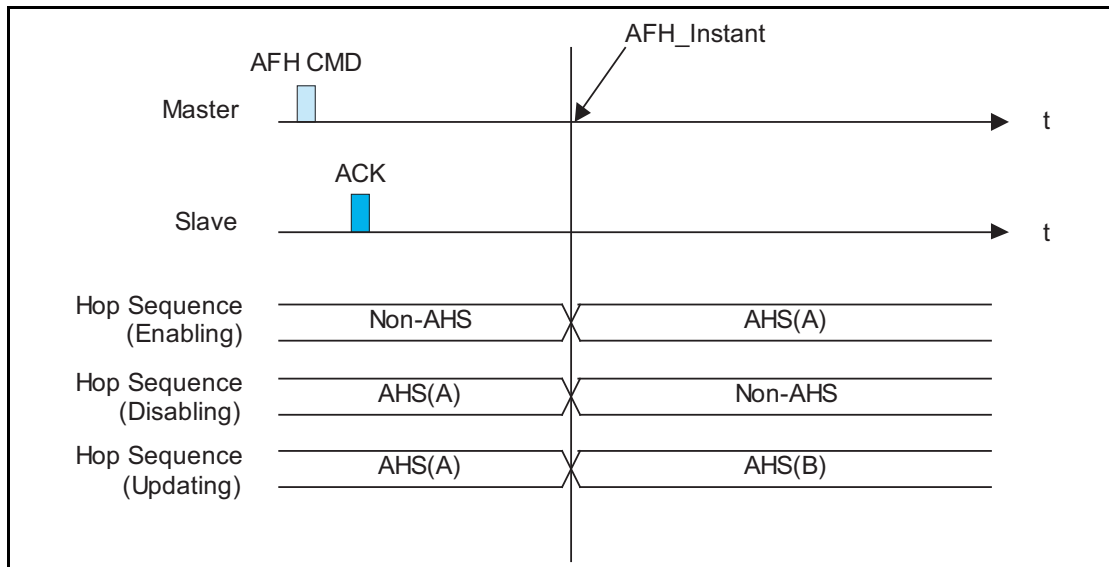 AFH_Instant
AFH CMD
Master
t
ACK
Slave
t
Hop Sequence
(Enabling)
Non-AHS
AHS(A)
Hop Sequence
(Disabling)
AHS(A)
Non-AHS
Hop Sequence
(Updating)
AHS(A)
AHS(B)